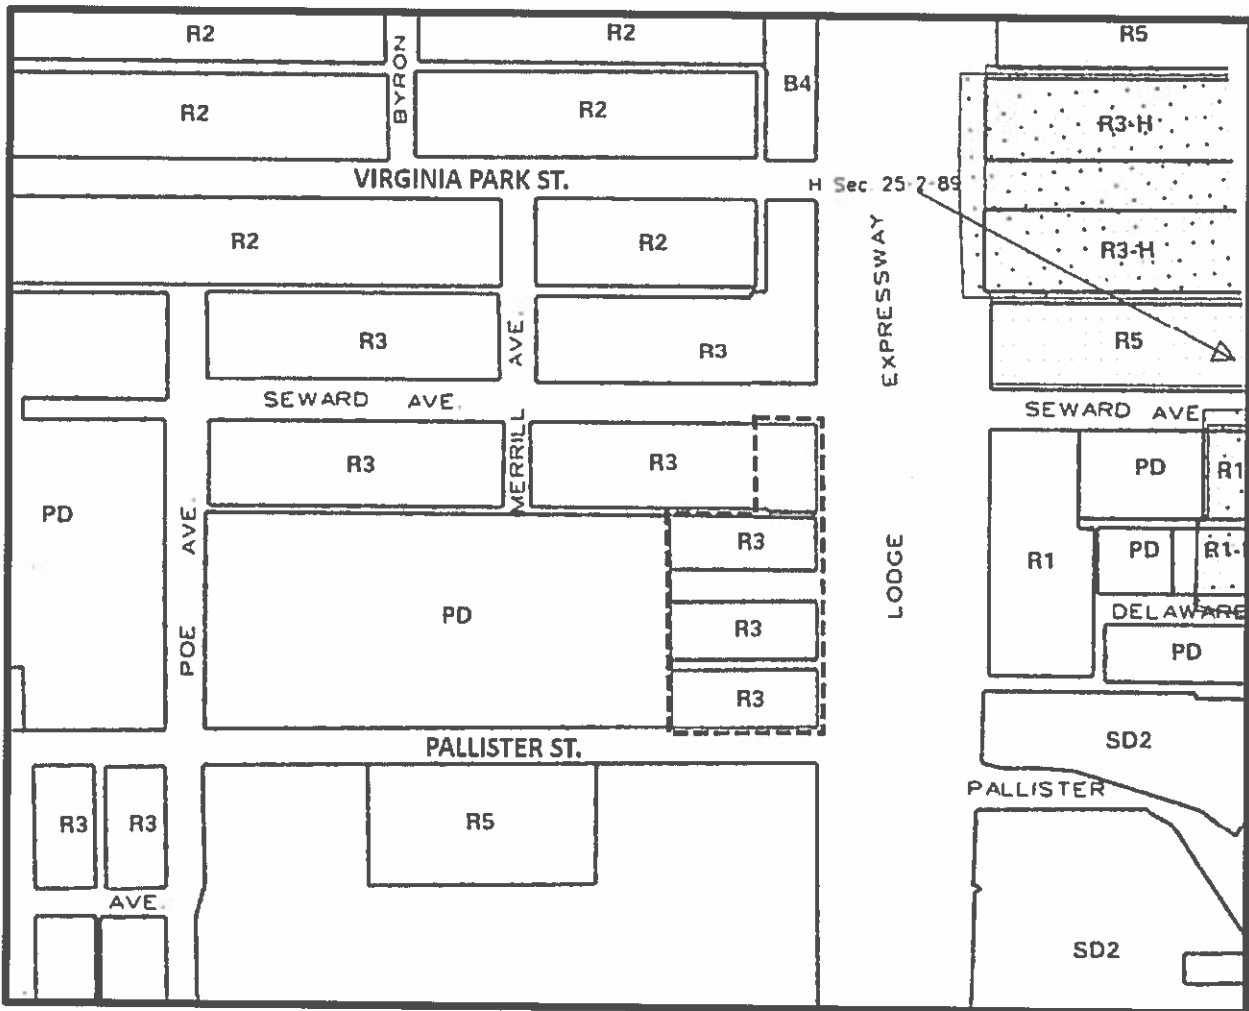 R2
R2
R5
BYRON
B4
R2
R2
R3-H
VIRGINIA PARK ST.
H Sec 25-7-89
R2
R2
R3-H
EXPRESSWAY
R3
AVE.
R3
R5
SEWARD AVE.
SEWARD AVE
R3
MERRILL
R3
PD
R1
PD
AVE.
R3
PD
R1-
R1
LODGE
DELAWARE
PD
POE
R3
PD
R3
PALLISTER ST.
SD2
PALLISTER
R3
R3
R5
AVE.
SD2